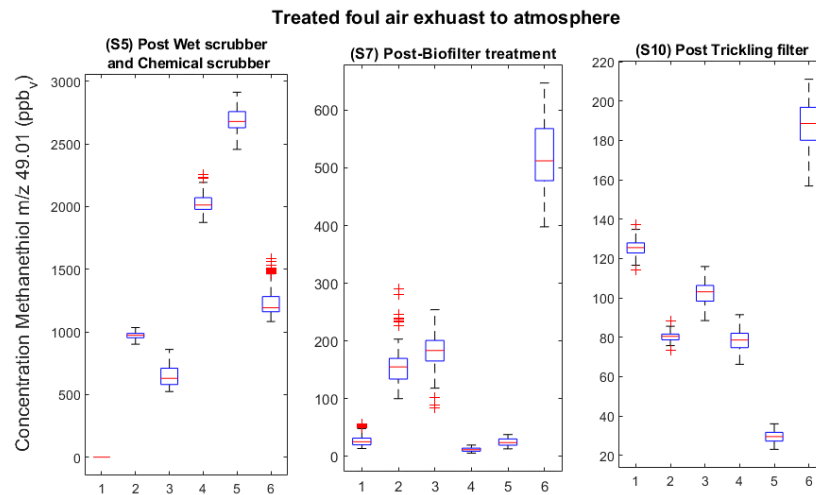 Treated foul air exhuast to atmosphere
(S5) Post Wet scrubber
and Chemical scrubber
(S7) Post-Biofilter treatment
(S10) Post Trickling filter
Concentration Methanethiol m/z 49.01 (ppbv)
3000
2500
2000
1500
1000
500
0
1 2 3 4 5 6
600
500
400
300
200
100
0
1 2 3 4 5 6
220
200
180
160
140
120
100
80
60
40
20
1 2 3 4 5 6